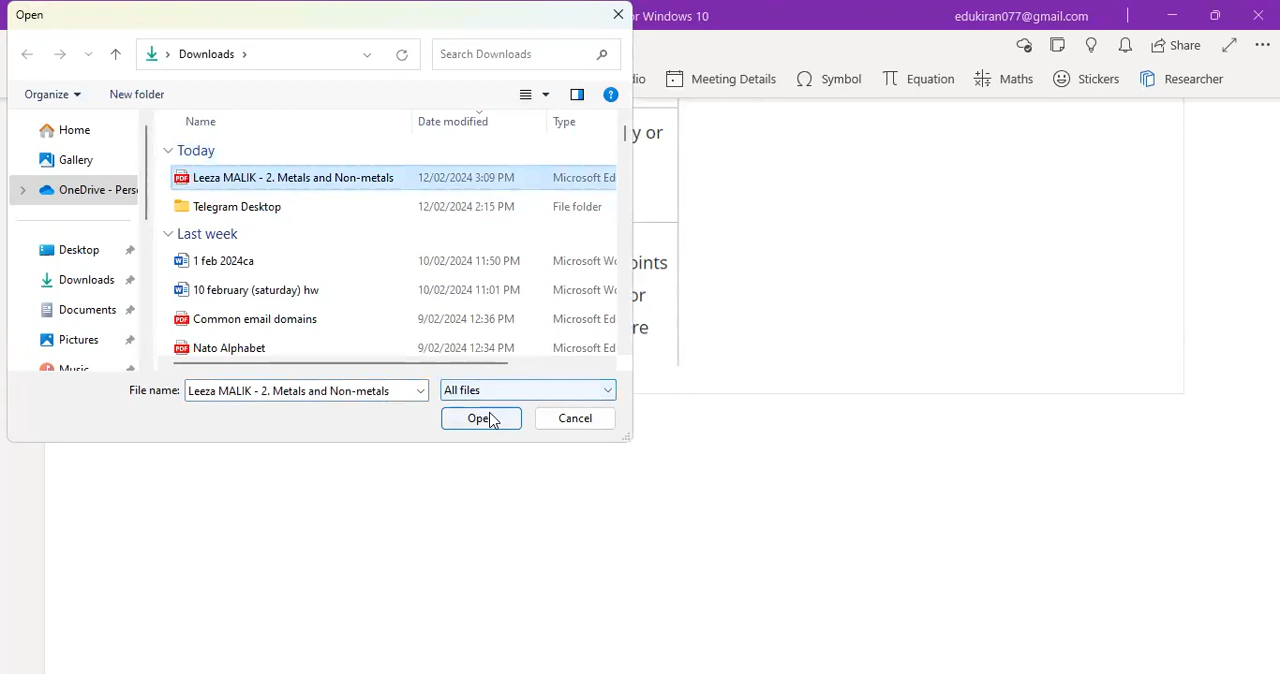 Open
or Windows 10
edukiran077@gmail.com
Downloads
Search Downloads
Share
Organize
New folder
Meeting Details
Symbol
Equation
Maths
Stickers
Researcher
Name
Date modified
Type
Home
Gallery
OneDrive - Pers
Desktop
Downloads
Documents
Pictures
Music
Today
Leeza MALIK - 2. Metals and Non-metals 12/02/2024 3:09 PM Microsoft Ed
Telegram Desktop 12/02/2024 2:15 PM File folder
Last week
1 feb 2024ca 10/02/2024 11:50 PM Microsoft Wo
10 february (saturday) hw 10/02/2024 11:01 PM Microsoft Wo
Common email domains 9/02/2024 12:36 PM Microsoft Ed
Nato Alphabet 9/02/2024 12:34 PM Microsoft Ed
File name: Leeza MALIK - 2. Metals and Non-metals
All files
Open
Cancel
y or
oints
or
re